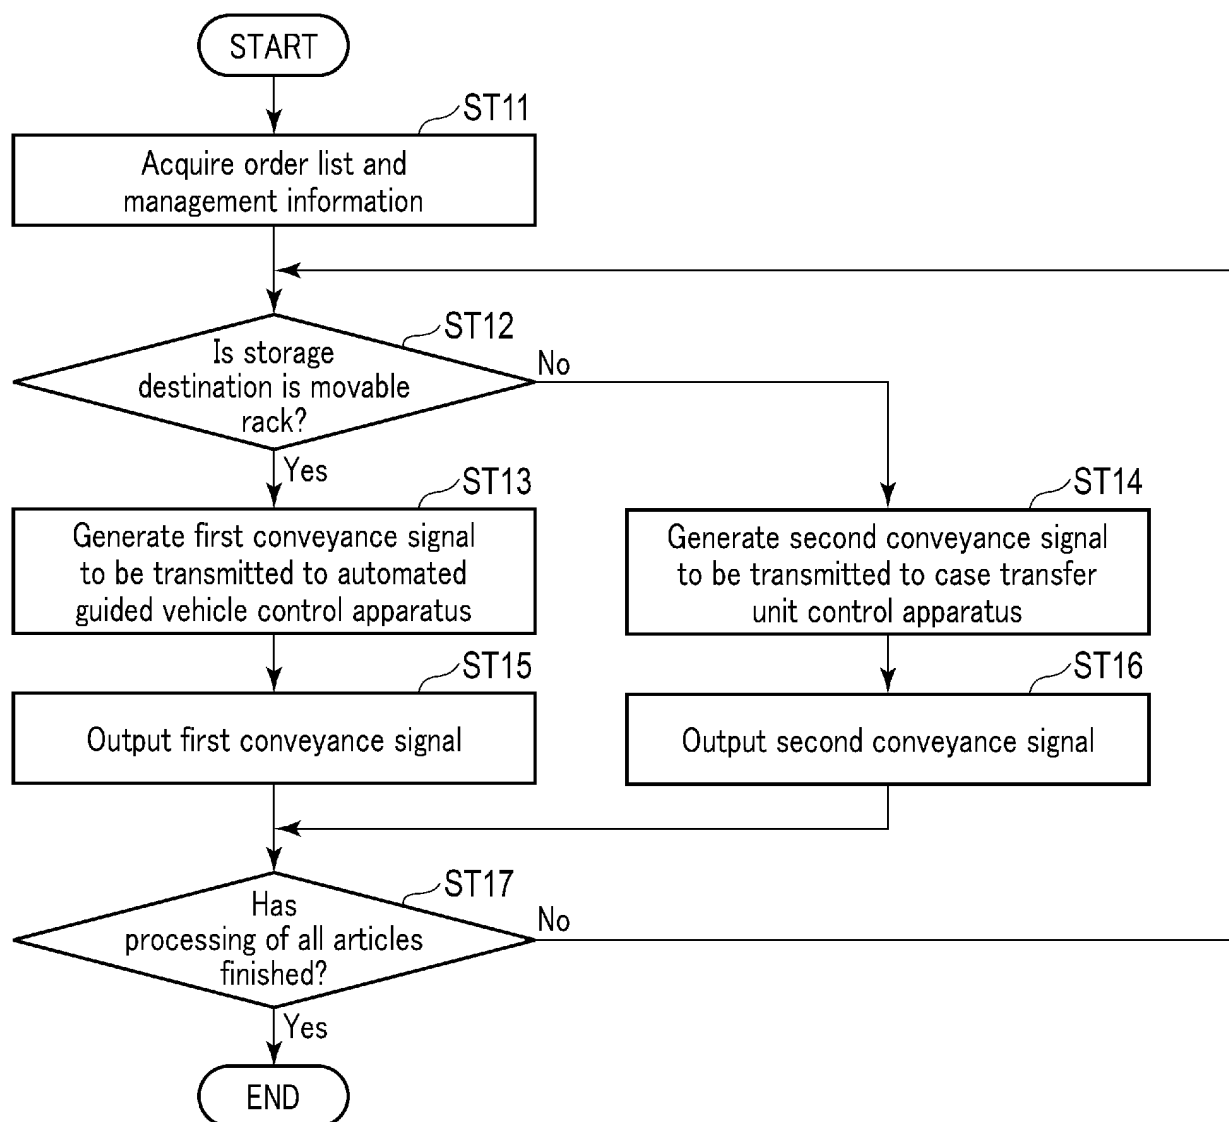 START
ST11
Acquire order list and
management information
ST12
Is storage
destination is movable
rack?
No
Yes
ST13
Generate first conveyance signal
to be transmitted to automated
guided vehicle control apparatus
ST14
Generate second conveyance signal
to be transmitted to case transfer
unit control apparatus
ST15
Output first conveyance signal
ST16
Output second conveyance signal
ST17
Has
processing of all articles
finished?
No
Yes
END